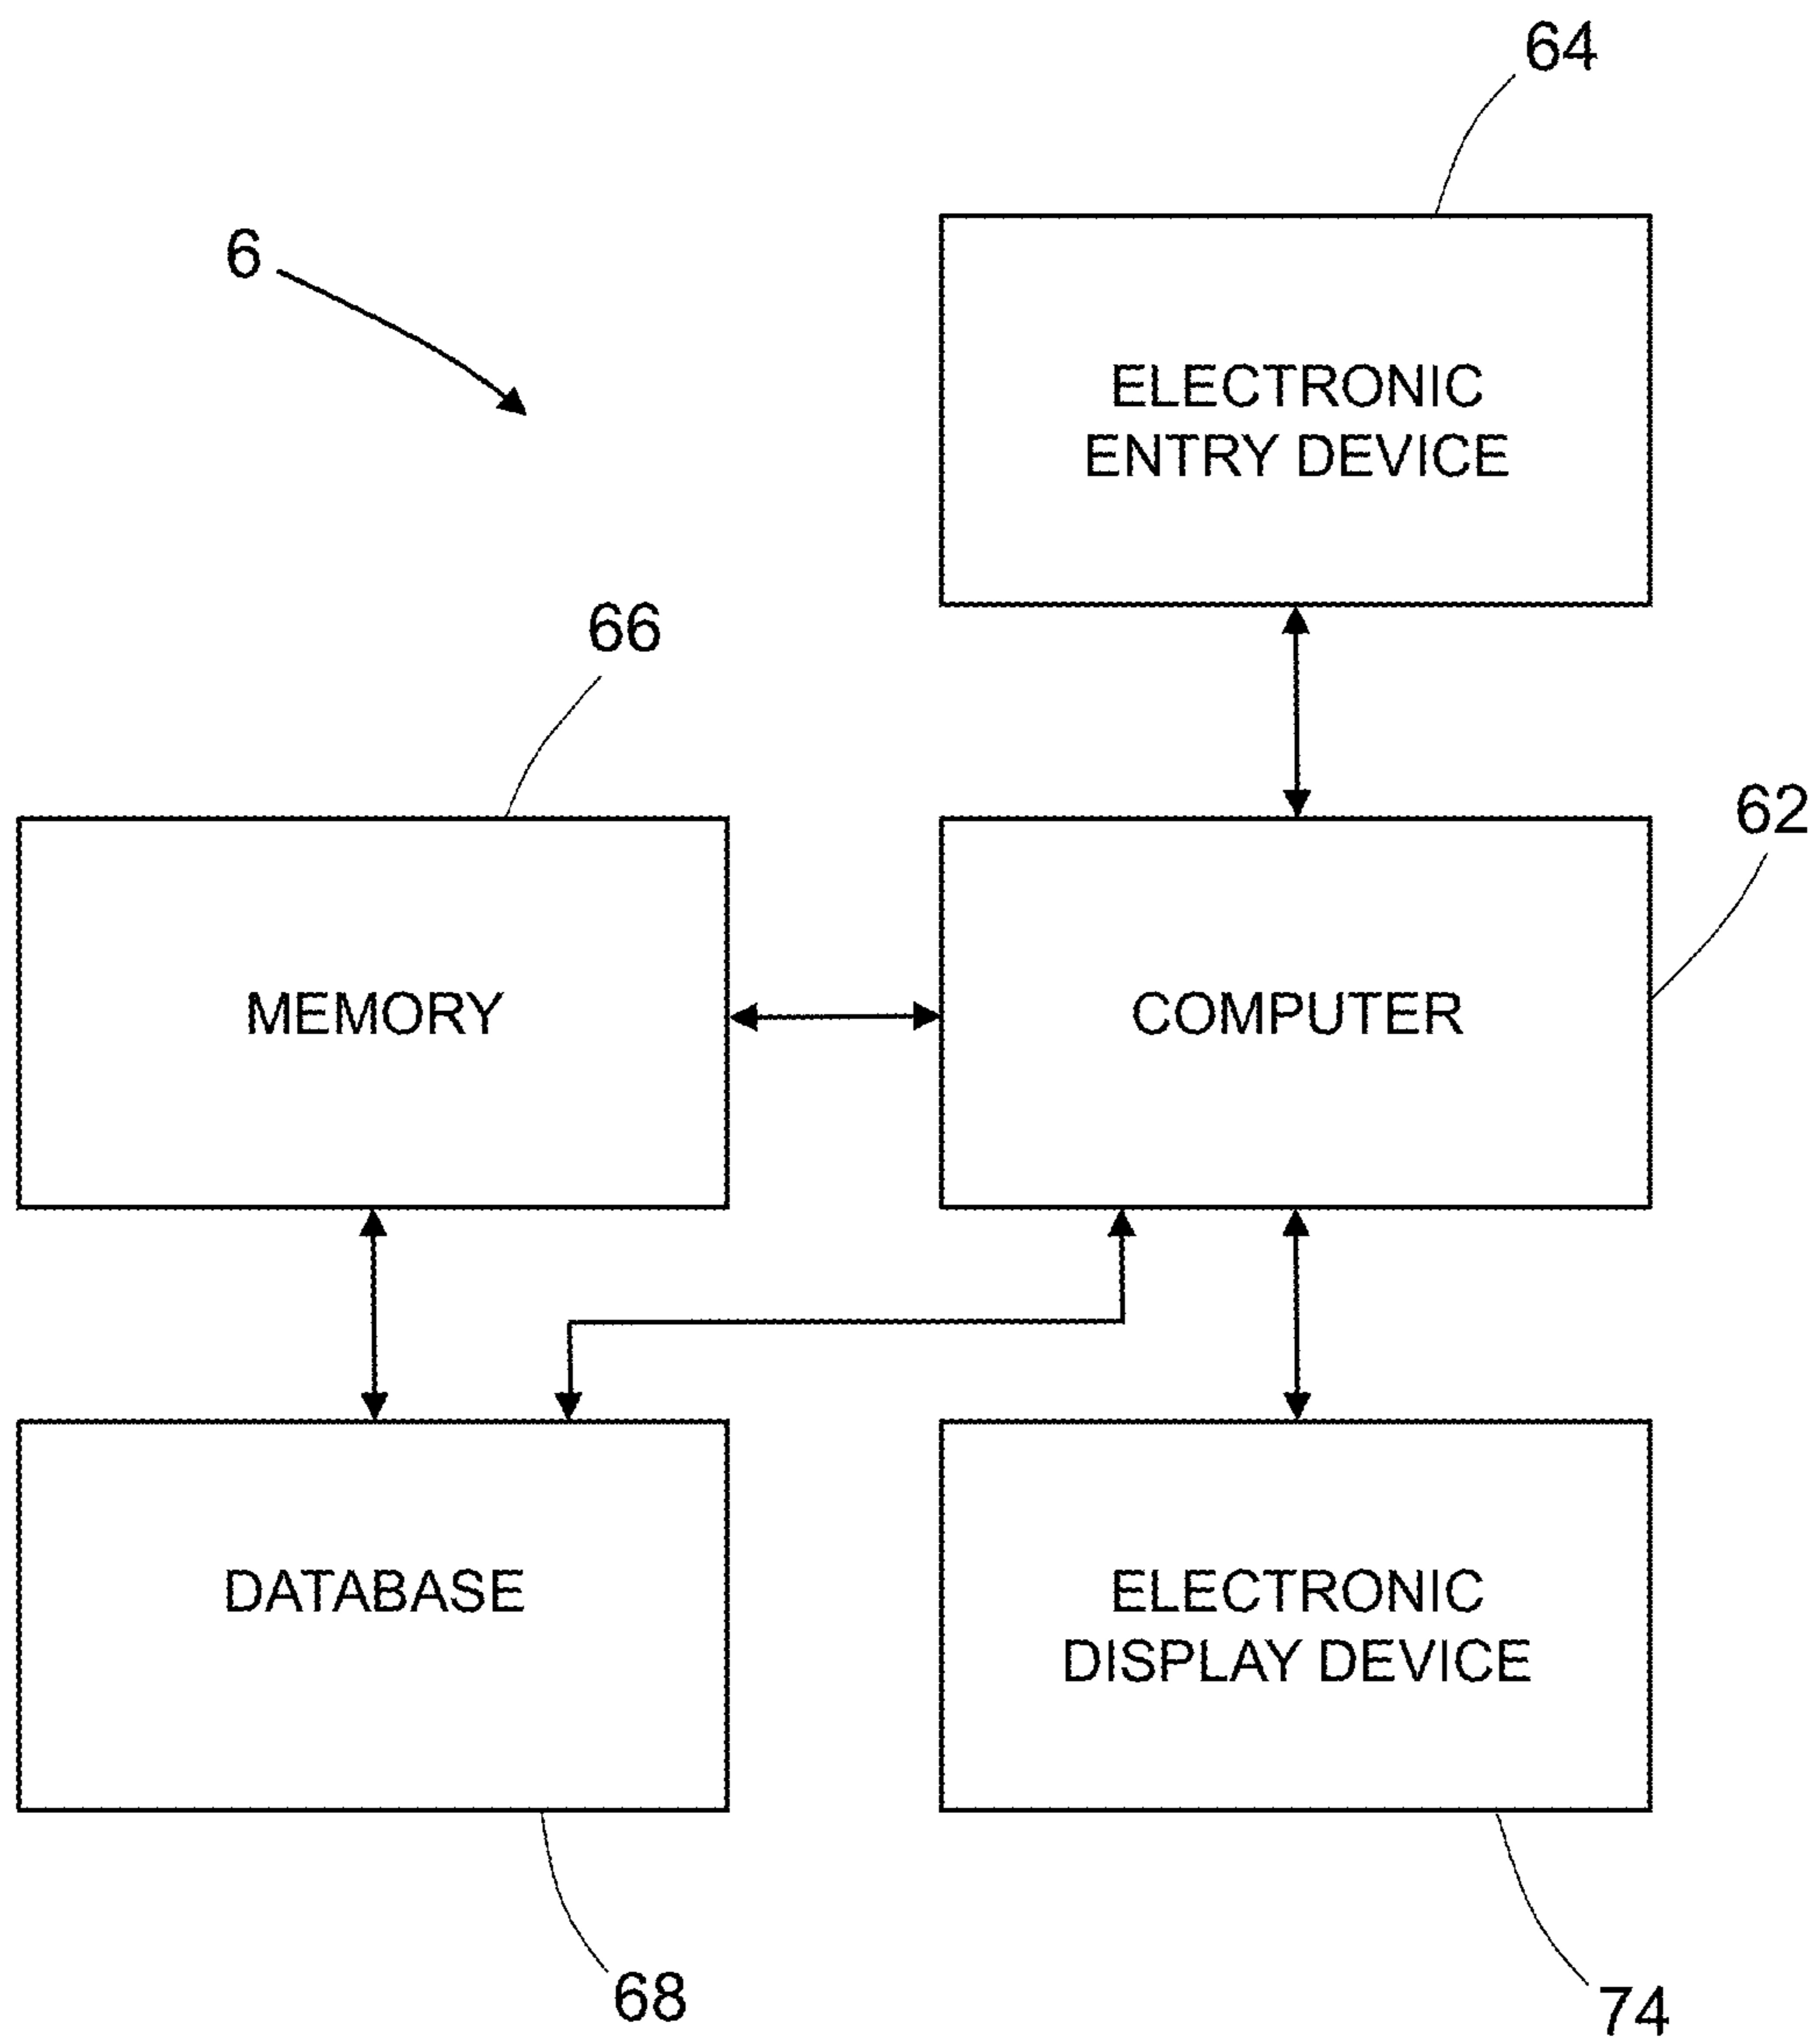 64
6
ELECTRONIC
ENTRY DEVICE
66
62
MEMORY
COMPUTER
DATABASE
ELECTRONIC
DISPLAY DEVICE
68
74